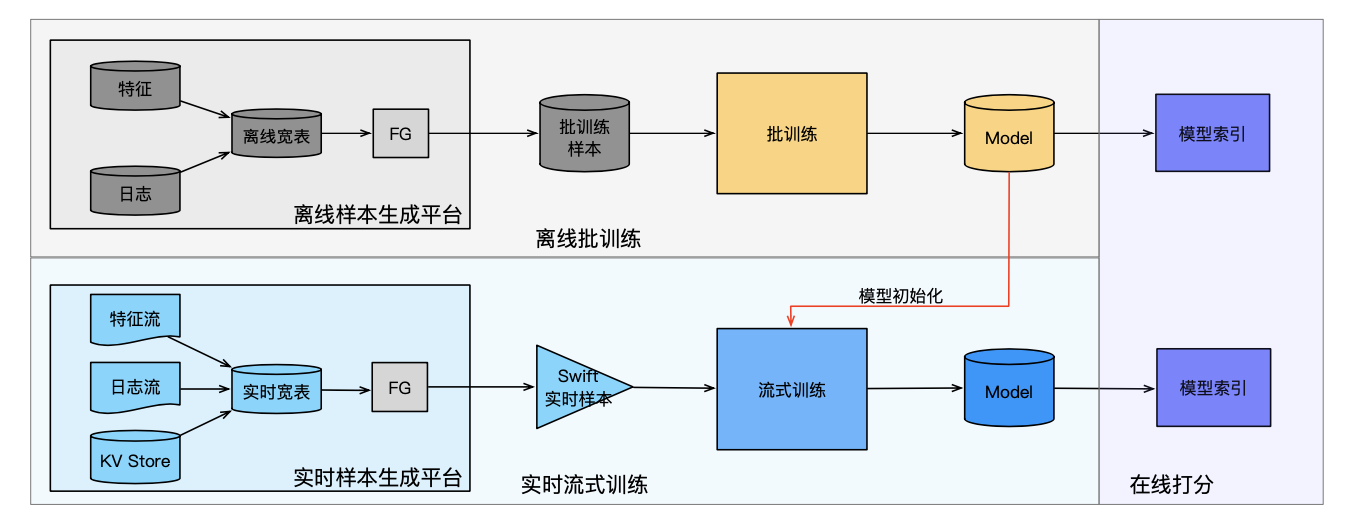 特征
日志
离线宽表
FG
离线样本生成平台
批训练
样本
批训练
Model
模型索引
离线批训练
模型初始化
特征流
日志流
KV Store
实时宽表
FG
实时样本生成平台
Swift
实时样本
流式训练
Model
模型索引
实时流式训练
在线打分